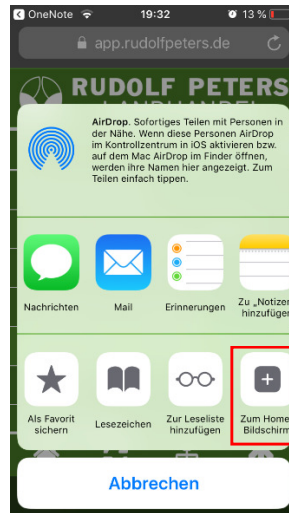 OneNote 19:32 13 %
app.rudolfpeters.de
RUDOLF PETERS
LANDHANDEL
AirDrop. Sofortiges Teilen mit Personen in
der Nähe. Wenn diese Personen AirDrop
im Kontrollzentrum in iOS aktivieren bzw.
auf dem Mac AirDrop im Finder öffnen,
werden ihre Namen hier angezeigt. Zum
Teilen einfach tippen.
Nachrichten
Mail
Erinnerungen
Zu „Notizen
hinzufügen
Als Favorit
sichern
Lesezeichen
Zur Leseliste
hinzufügen
Zum Home-
Bildschirm
Abbrechen